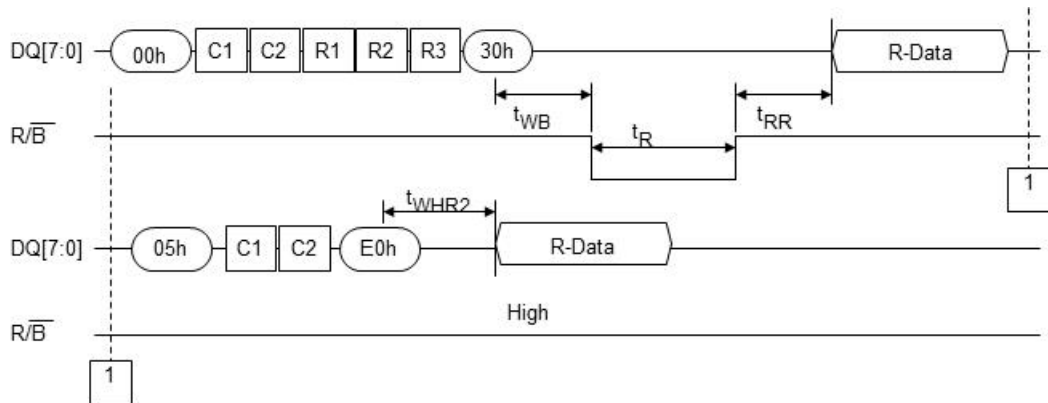 DQ[7:0] 00h C1 C2 R1 R2 R3 30h R-Data
tWB tR tRR
R/B̅
1
tWHR2
DQ[7:0] 05h C1 C2 E0h R-Data
High
R/B̅
1